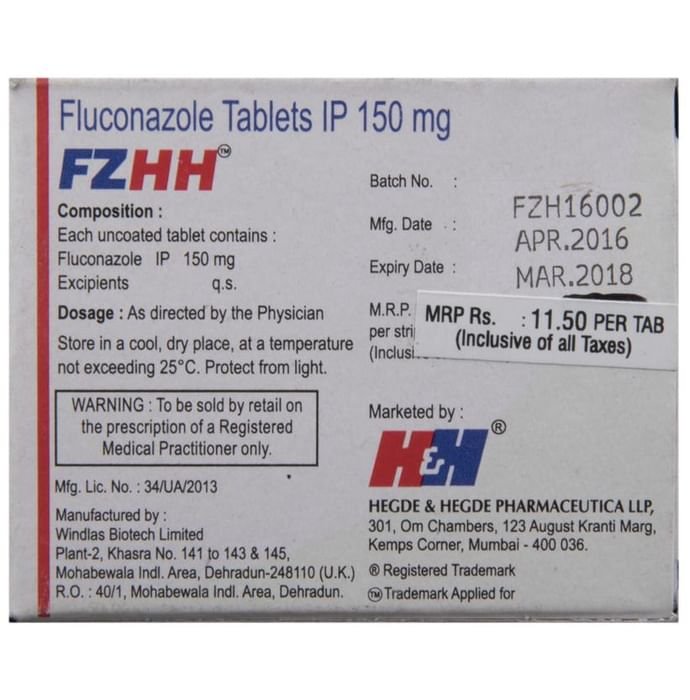 Fluconazole Tablets IP 150 mg
FZHH™
Composition :
Each uncoated tablet contains :
Fluconazole IP 150 mg
Excipients q.s.
Dosage : As directed by the Physician
Store in a cool, dry place, at a temperature
not exceeding 25°C. Protect from light.
WARNING : To be sold by retail on
the prescription of a Registered
Medical Practitioner only.
Mfg. Lic. No. : 34/UA/2013
Manufactured by :
Windlas Biotech Limited
Plant-2, Khasra No. 141 to 143 & 145,
Mohabewala Indl. Area, Dehradun-248110 (U.K.)
R.O. : 40/1, Mohabewala Indl. Area, Dehradun.
Batch No. : FZH16002
Mfg. Date : APR.2016
Expiry Date : MAR.2018
M.R.P.
per
MRP Rs. : 11.50 PER TAB
(Inclusive of all Taxes)
Marketed by :
H&H®
HEGDE & HEGDE PHARMACEUTICA LLP,
301, Om Chambers, 123 August Kranti Marg,
Kemps Corner, Mumbai - 400 036.
® Registered Trademark
™ Trademark Applied for